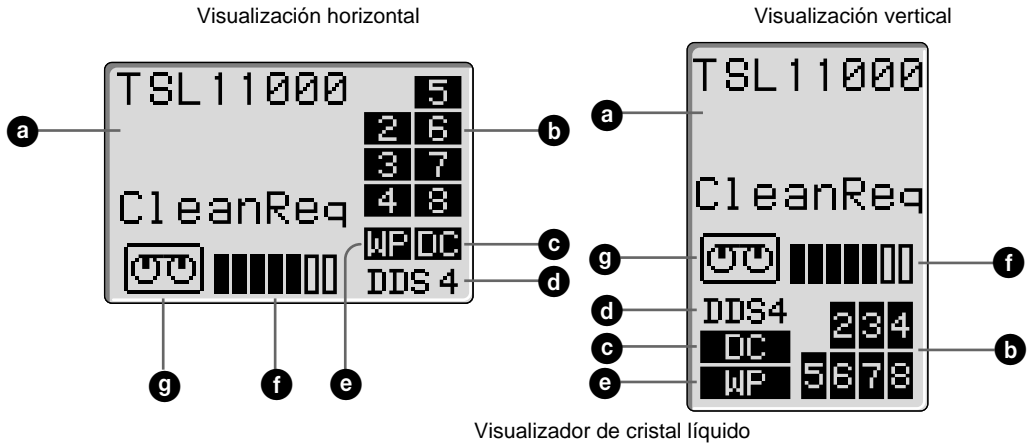 Visualización horizontal
TSL11000
5
2 6
3 7
4 8
CleanReq
WP DC
DDS 4
a
b
c
d
e
f
g
Visualización vertical
TSL11000
CleanReq
DDS4
2 3 4
DC
5 6 7 8
WP
a
g
f
d
c
b
e
Visualizador de cristal líquido